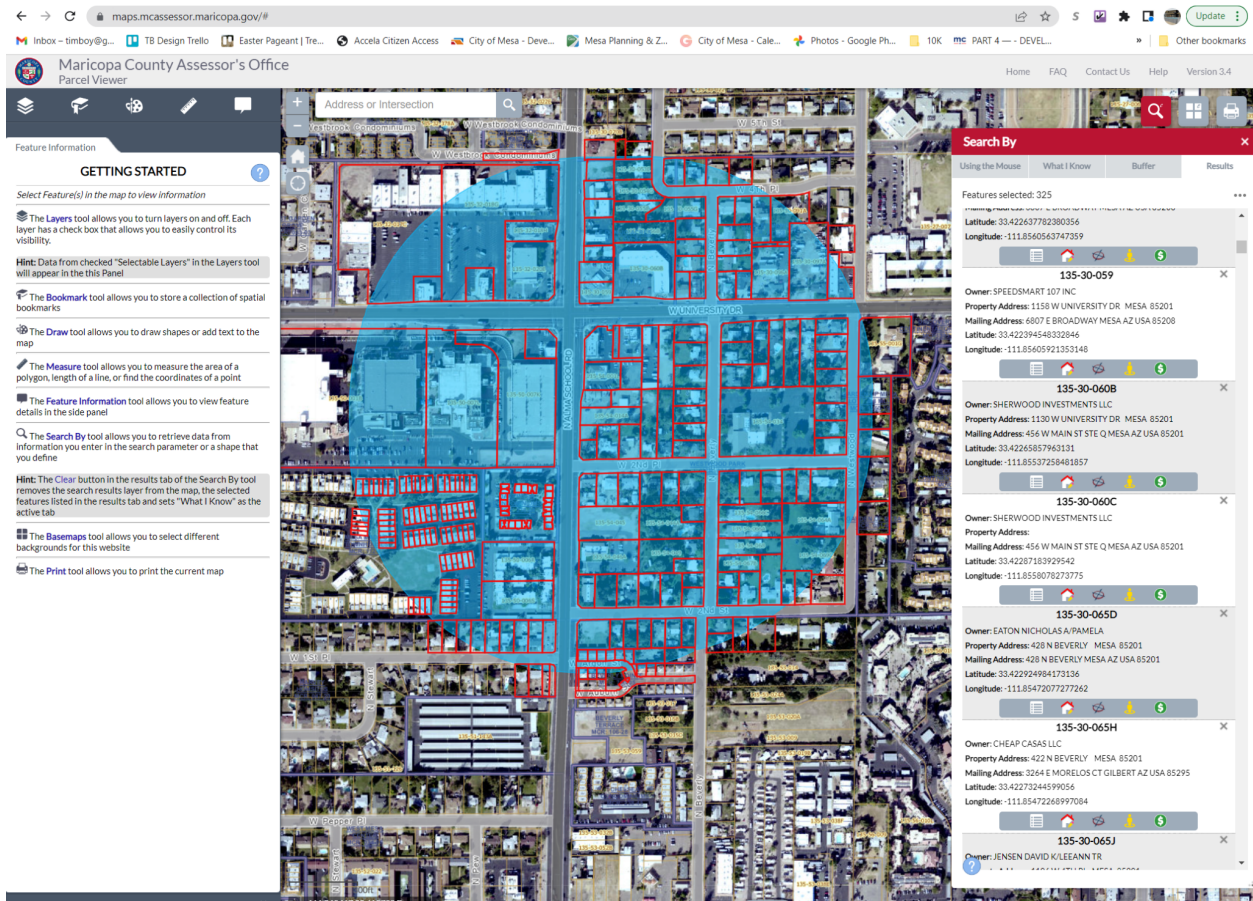 maps.mcassessor.maricopa.gov/#
Update
Inbox – timboy@g...
TB Design Trello
Easter Pageant | Tre...
Accela Citizen Access
City of Mesa - Deve...
Mesa Planning & Z...
City of Mesa - Cale...
Photos - Google Ph...
10K
mc PART 4 — - DEVEL...
»
Other bookmarks
Maricopa County Assessor's Office
Parcel Viewer
Home
FAQ
Contact Us
Help
Version 3.4
Feature Information
GETTING STARTED
Select Feature(s) in the map to view information
The Layers tool allows you to turn layers on and off. Each
layer has a check box that allows you to easily control its
visibility.
Hint: Data from checked "Selectable Layers" in the Layers tool
will appear in the this Panel
The Bookmark tool allows you to store a collection of spatial
bookmarks
The Draw tool allows you to draw shapes or add text to the
map
The Measure tool allows you to measure the area of a
polygon, length of a line, or find the coordinates of a point
The Feature Information tool allows you to view feature
details in the side panel
The Search By tool allows you to retrieve data from
information you enter in the search parameter or a shape that
you define
Hint: The Clear button in the results tab of the Search By tool
removes the search results layer from the map, the selected
features listed in the results tab and sets "What I Know" as the
active tab
The Basemaps tool allows you to select different
backgrounds for this website
The Print tool allows you to print the current map
Address or Intersection
Westbrook Condominiums
W Westbrook Condominiums
W Westbrook Condominiums
W 5TH St
W 4TH Pl
W UNIVERSITY DR
N ALMA SCHOOL RD
W 2ND Pl
W 2ND St
W 1ST Pl
N Stewart
N Beverly
W Pepper Pl
N Stewart
Search By
Using the Mouse
What I Know
Buffer
Results
Features selected: 325
Latitude: 33.422637782380356
Longitude: -111.8560563747359
135-30-059
Owner: SPEEDSMART 107 INC
Property Address: 1158 W UNIVERSITY DR MESA 85201
Mailing Address: 6807 E BROADWAY MESA AZ USA 85208
Latitude: 33.422394548332846
Longitude: -111.85605921353148
135-30-060B
Owner: SHERWOOD INVESTMENTS LLC
Property Address: 1130 W UNIVERSITY DR MESA 85201
Mailing Address: 456 W MAIN ST STE Q MESA AZ USA 85201
Latitude: 33.42265857963131
Longitude: -111.85537258481857
135-30-060C
Owner: SHERWOOD INVESTMENTS LLC
Property Address:
Mailing Address: 456 W MAIN ST STE Q MESA AZ USA 85201
Latitude: 33.42287183929542
Longitude: -111.8558078273775
135-30-065D
Owner: EATON NICHOLAS A/PAMELA
Property Address: 428 N BEVERLY MESA 85201
Mailing Address: 428 N BEVERLY MESA AZ USA 85201
Latitude: 33.422924984173136
Longitude: -111.85472077277262
135-30-065H
Owner: CHEAP CASAS LLC
Property Address: 422 N BEVERLY MESA 85201
Mailing Address: 3264 E MORELOS CT GILBERT AZ USA 85295
Latitude: 33.42273244599056
Longitude: -111.85472268997084
135-30-065J
Owner: JENSEN DAVID K/LEEANN TR